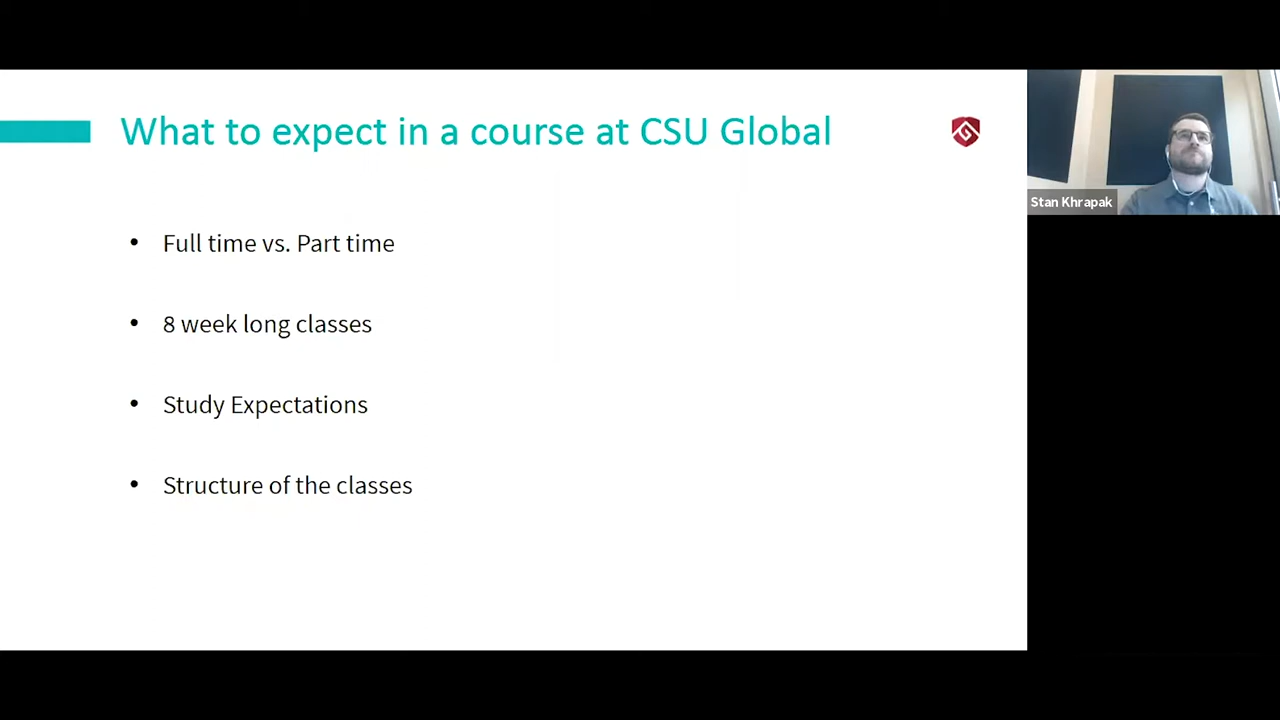 What to expect in a course at CSU Global
• Full time vs. Part time
• 8 week long classes
• Study Expectations
• Structure of the classes
Stan Khrapak